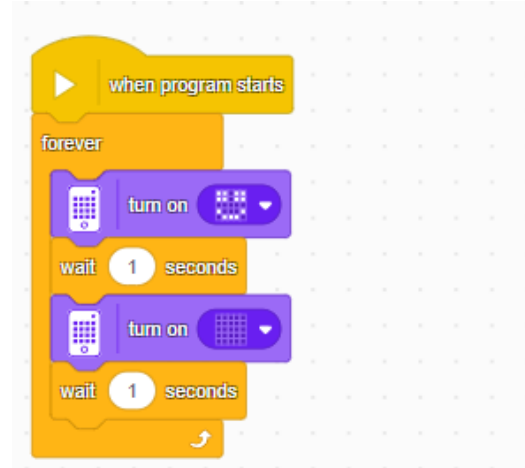 when program starts
forever
turn on
wait 1 seconds
turn on
wait 1 seconds